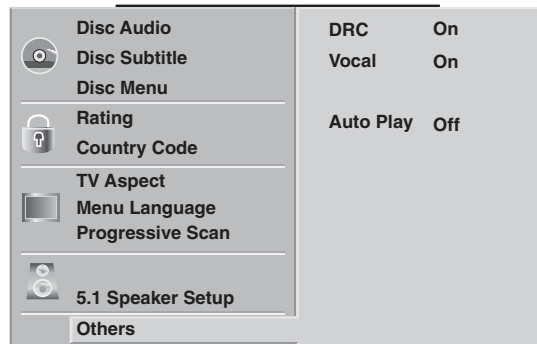 Disc Audio
Disc Subtitle
Disc Menu
Rating
Country Code
TV Aspect
Menu Language
Progressive Scan
5.1 Speaker Setup
Others
DRC On
Vocal On
Auto Play Off